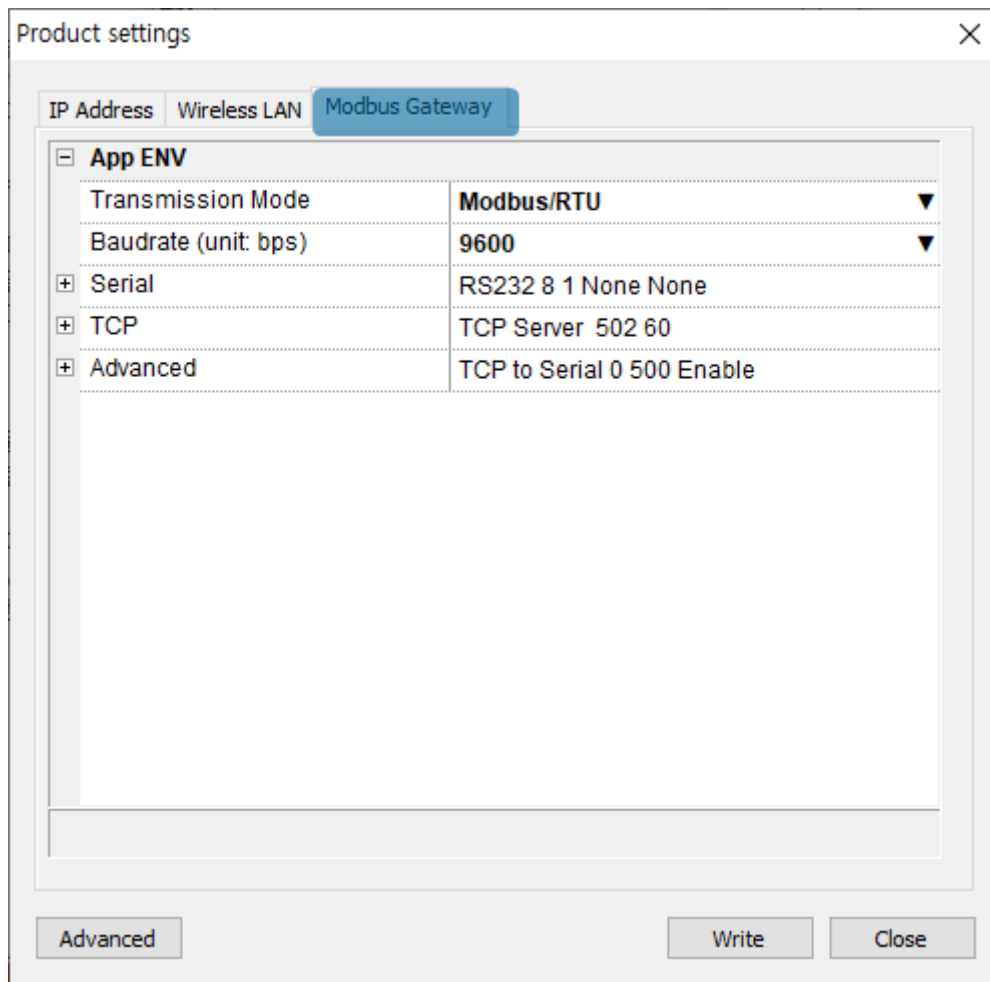 Product settings
IP Address Wireless LAN Modbus Gateway
App ENV
Transmission Mode Modbus/RTU
Baudrate (unit: bps) 9600
Serial RS232 8 1 None None
TCP TCP Server 502 60
Advanced TCP to Serial 0 500 Enable
Advanced Write Close